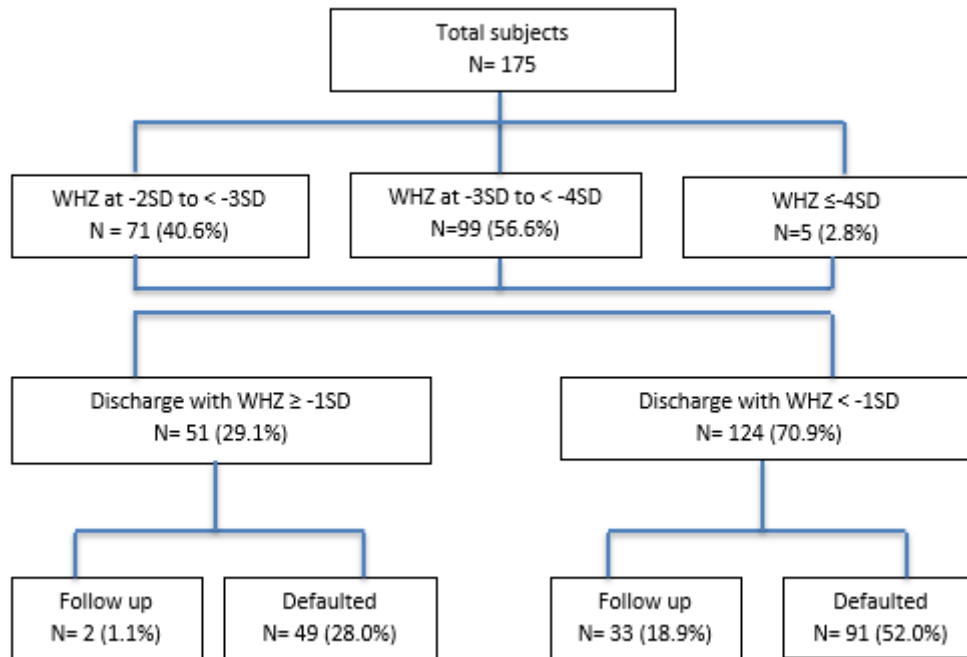 Total subjects
N= 175
WHZ at -2SD to < -3SD
N = 71 (40.6%)
WHZ at -3SD to < -4SD
N=99 (56.6%)
WHZ ≤-4SD
N=5 (2.8%)
Discharge with WHZ ≥ -1SD
N= 51 (29.1%)
Discharge with WHZ < -1SD
N= 124 (70.9%)
Follow up
N= 2 (1.1%)
Defaulted
N= 49 (28.0%)
Follow up
N= 33 (18.9%)
Defaulted
N= 91 (52.0%)